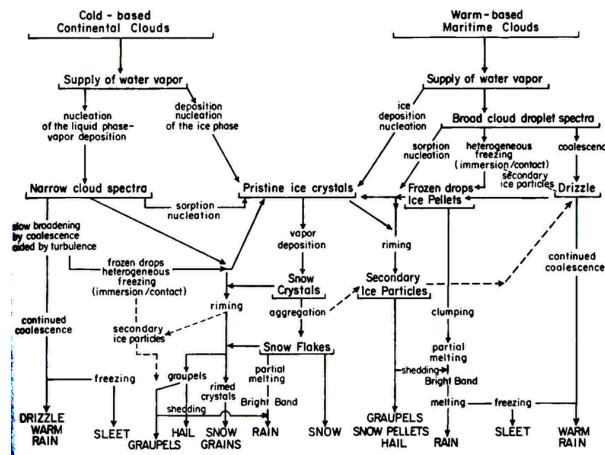 Cold-based
Continental Clouds
Warm-based
Maritime Clouds
Supply of water vapor
Supply of water vapor
nucleation
of the liquid phase-
vapor deposition
deposition
nucleation
of the ice phase
ice
deposition
nucleation
Broad cloud droplet spectra
sorption
nucleation
heterogeneous
freezing
(immersion/contact)
coalescence
secondary
ice particles
Narrow cloud spectra
Pristine ice crystals
Frozen drops
Ice Pellets
Drizzle
sorption
nucleation
slow broadening
by coalescence
aided by turbulence
vapor
deposition
riming
frozen drops
heterogeneous
freezing
(immersion/contact)
continued
coalescence
Snow
Crystals
Secondary
Ice Particles
riming
aggregation
continued
coalescence
secondary
ice particles
clumping
Snow Flakes
graupels
partial
melting
partial
melting
freezing
rimed
crystals
shedding
Bright Band
Bright Band
shedding
melting
freezing
DRIZZLE
WARM
RAIN
SLEET
GRAUPELS
HAIL
SNOW
GRAINS
RAIN
SNOW
GRAUPELS
SNOW PELLETS
HAIL
RAIN
SLEET
WARM
RAIN